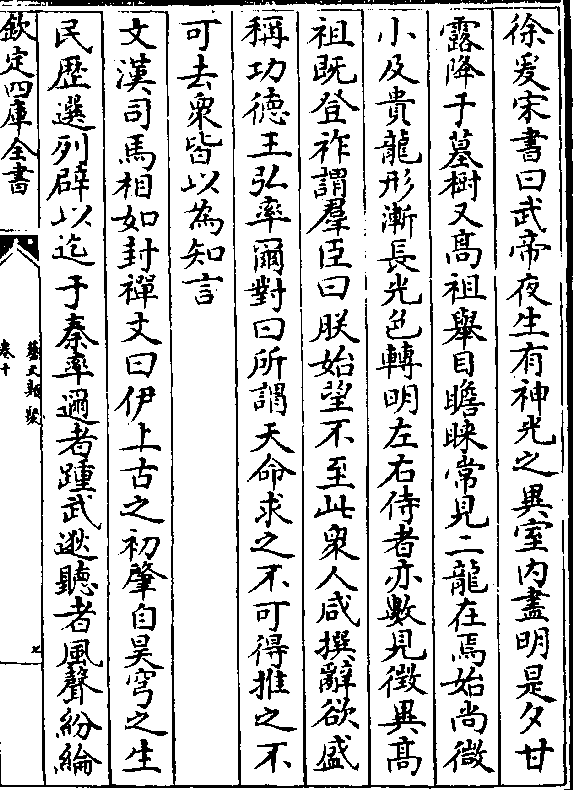 徐爰宋書曰武帝夜生有神光之異室内盡明是夕甘
露降于墓樹又髙祖舉目瞻睞常見二龍在焉始尚微
小及貴龍形漸長光色轉明左右侍者亦數見徵異髙
祖既登祚謂羣臣曰朕始望不至此衆人咸撰辭欲盛
稱功德王弘率爾對曰所謂天命求之不可得推之不
可去衆皆以為知言
文漢司馬相如封禪文曰伊上古之初肇自昊穹之生
民歴選列辟以迄于秦率邇者踵武逖聽者風聲紛綸
欽定四庫全書
藝文類聚
卷十